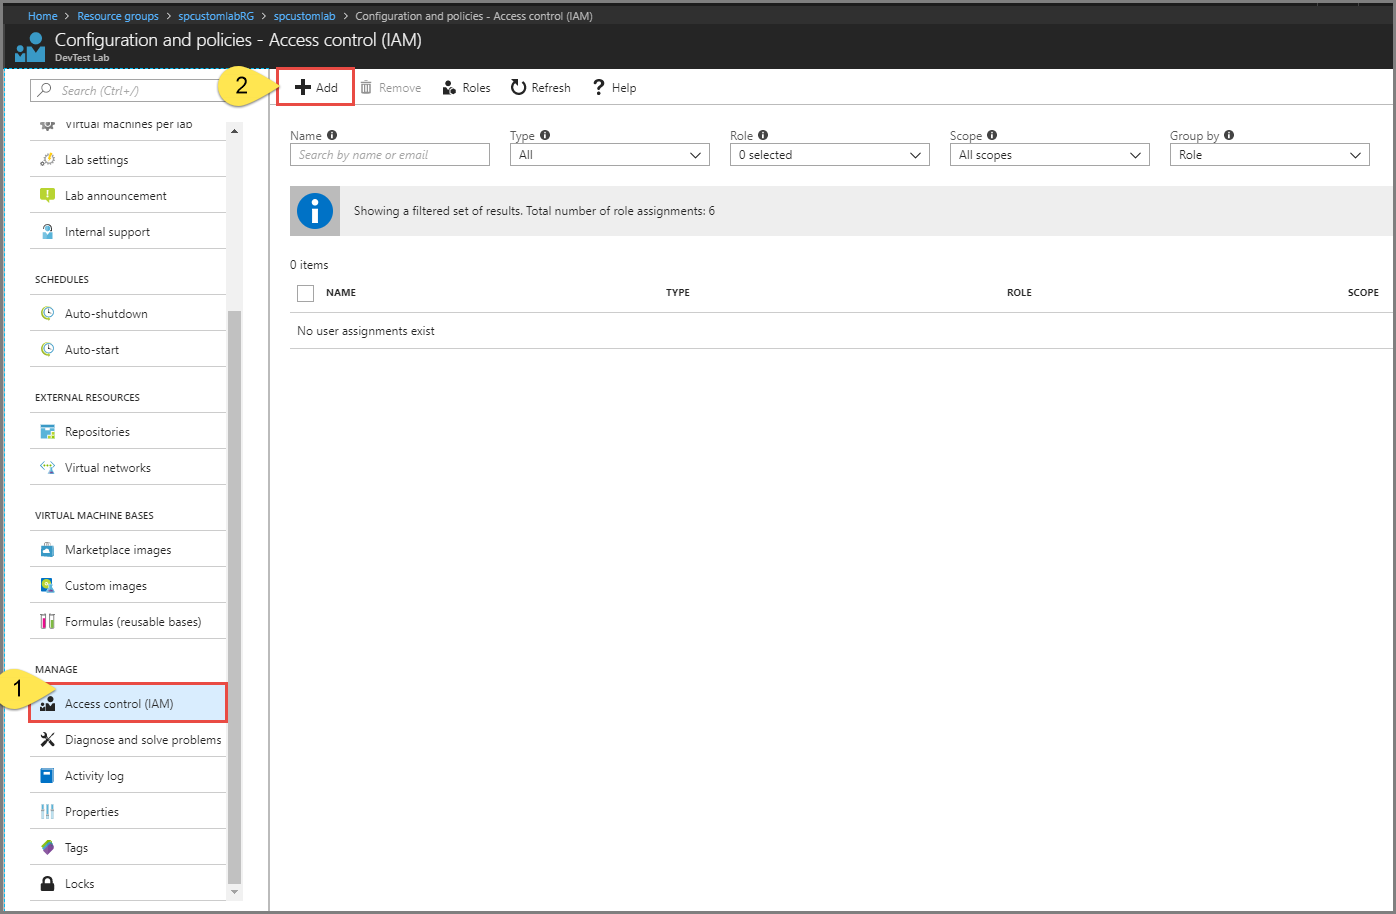 Home > Resource groups > spcustomlabRG > spcustomlab > Configuration and policies - Access control (IAM)
Configuration and policies - Access control (IAM)
DevTest Lab
Search (Ctrl+/)
2
Add
Remove
Roles
Refresh
? Help
Virtual machines per lab
Lab settings
Lab announcement
Internal support
SCHEDULES
Auto-shutdown
Auto-start
EXTERNAL RESOURCES
Repositories
Virtual networks
VIRTUAL MACHINE BASES
Marketplace images
Custom images
Formulas (reusable bases)
MANAGE
1
Access control (IAM)
Diagnose and solve problems
Activity log
Properties
Tags
Locks
Name
Search by name or email
Type
All
Role
0 selected
Scope
All scopes
Group by
Role
Showing a filtered set of results. Total number of role assignments: 6
0 items
NAME TYPE ROLE SCOPE
No user assignments exist